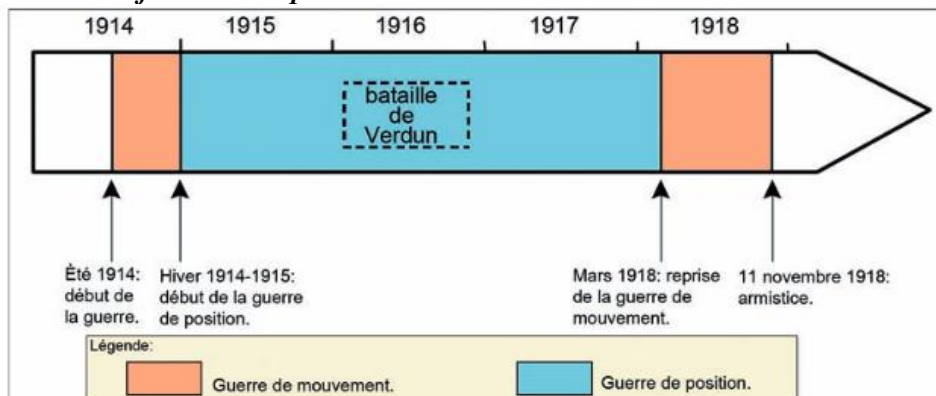 1914 1915 1916 1917 1918
bataille
de
Verdun
Èté 1914:
début de
la guerre.
Hiver 1914-1915:
début de la guerre
de position.
Mars 1918: reprise
de la guerre de
mouvement.
11 novembre 1918:
armistice.
Légende:
Guerre de mouvement.
Guerre de position.